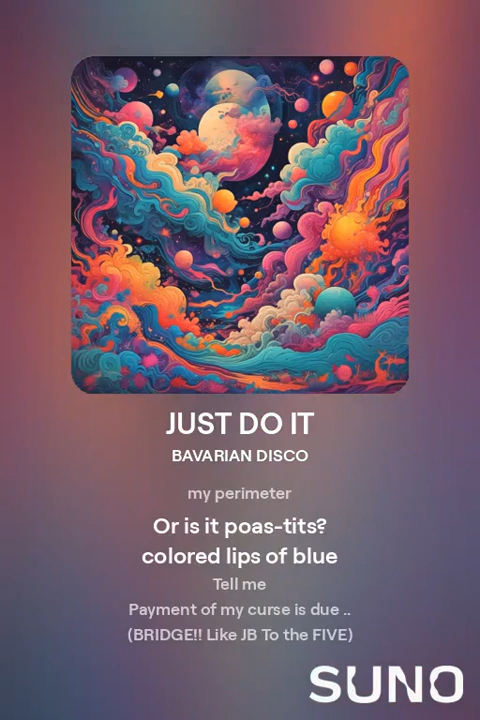 JUST DO IT
BAVARIAN DISCO
my perimeter
Or is it poas-tits?
colored lips of blue
Tell me
Payment of my curse is due ..
(BRIDGE!! Like JB To the FIVE)
SUNO